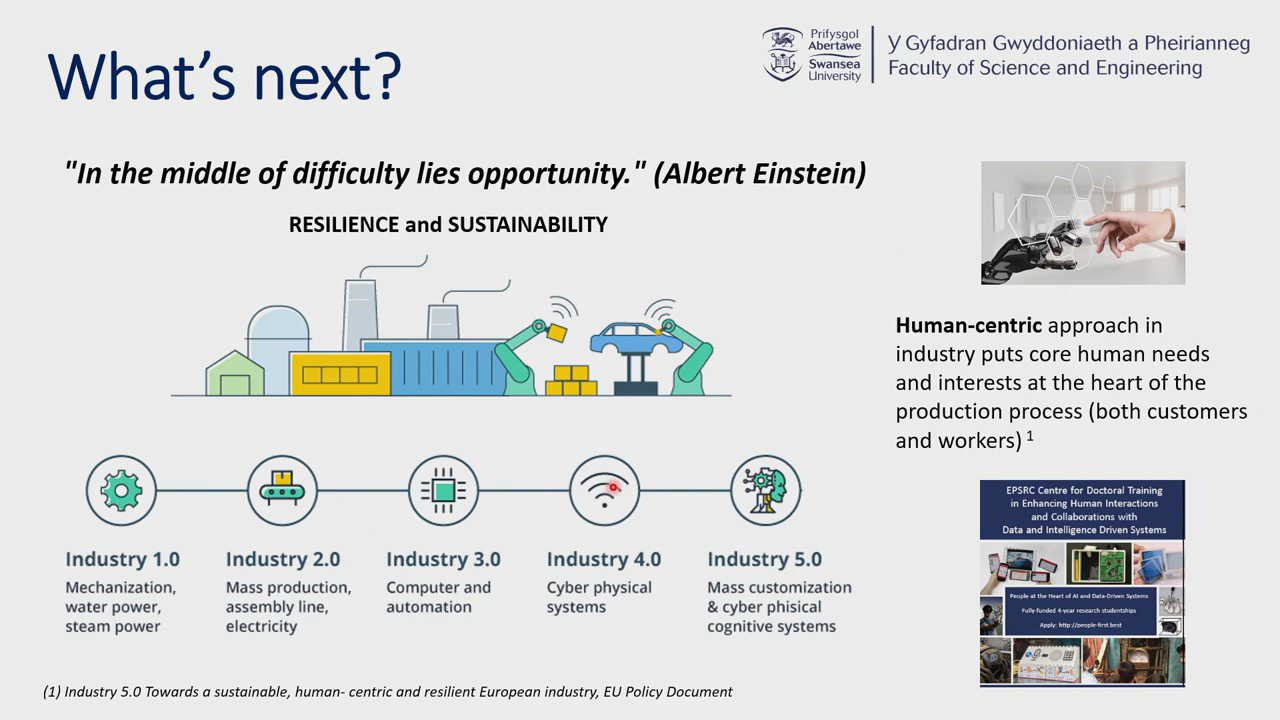 What's next?
Prifysgol
Abertawe
Swansea
University
Y Gyfadran Gwyddoniaeth a Pheirianneg
Faculty of Science and Engineering
"In the middle of difficulty lies opportunity." (Albert Einstein)
RESILIENCE and SUSTAINABILITY
Human-centric approach in
industry puts core human needs
and interests at the heart of the
production process (both customers
and workers) 1
Industry 1.0
Mechanization,
water power,
steam power
Industry 2.0
Mass production,
assembly line,
electricity
Industry 3.0
Computer and
automation
Industry 4.0
Cyber physical
systems
Industry 5.0
Mass customization
& cyber phisical
cognitive systems
EPSRC Centre for Doctoral Training
in Enhancing Human Interactions
and Collaborations with
Data and Intelligence Driven Systems
People at the Heart of AI and Data-Driven Systems
Fully-funded 4-year research studentships
Apply: http://people-first.best
(1) Industry 5.0 Towards a sustainable, human- centric and resilient European industry, EU Policy Document